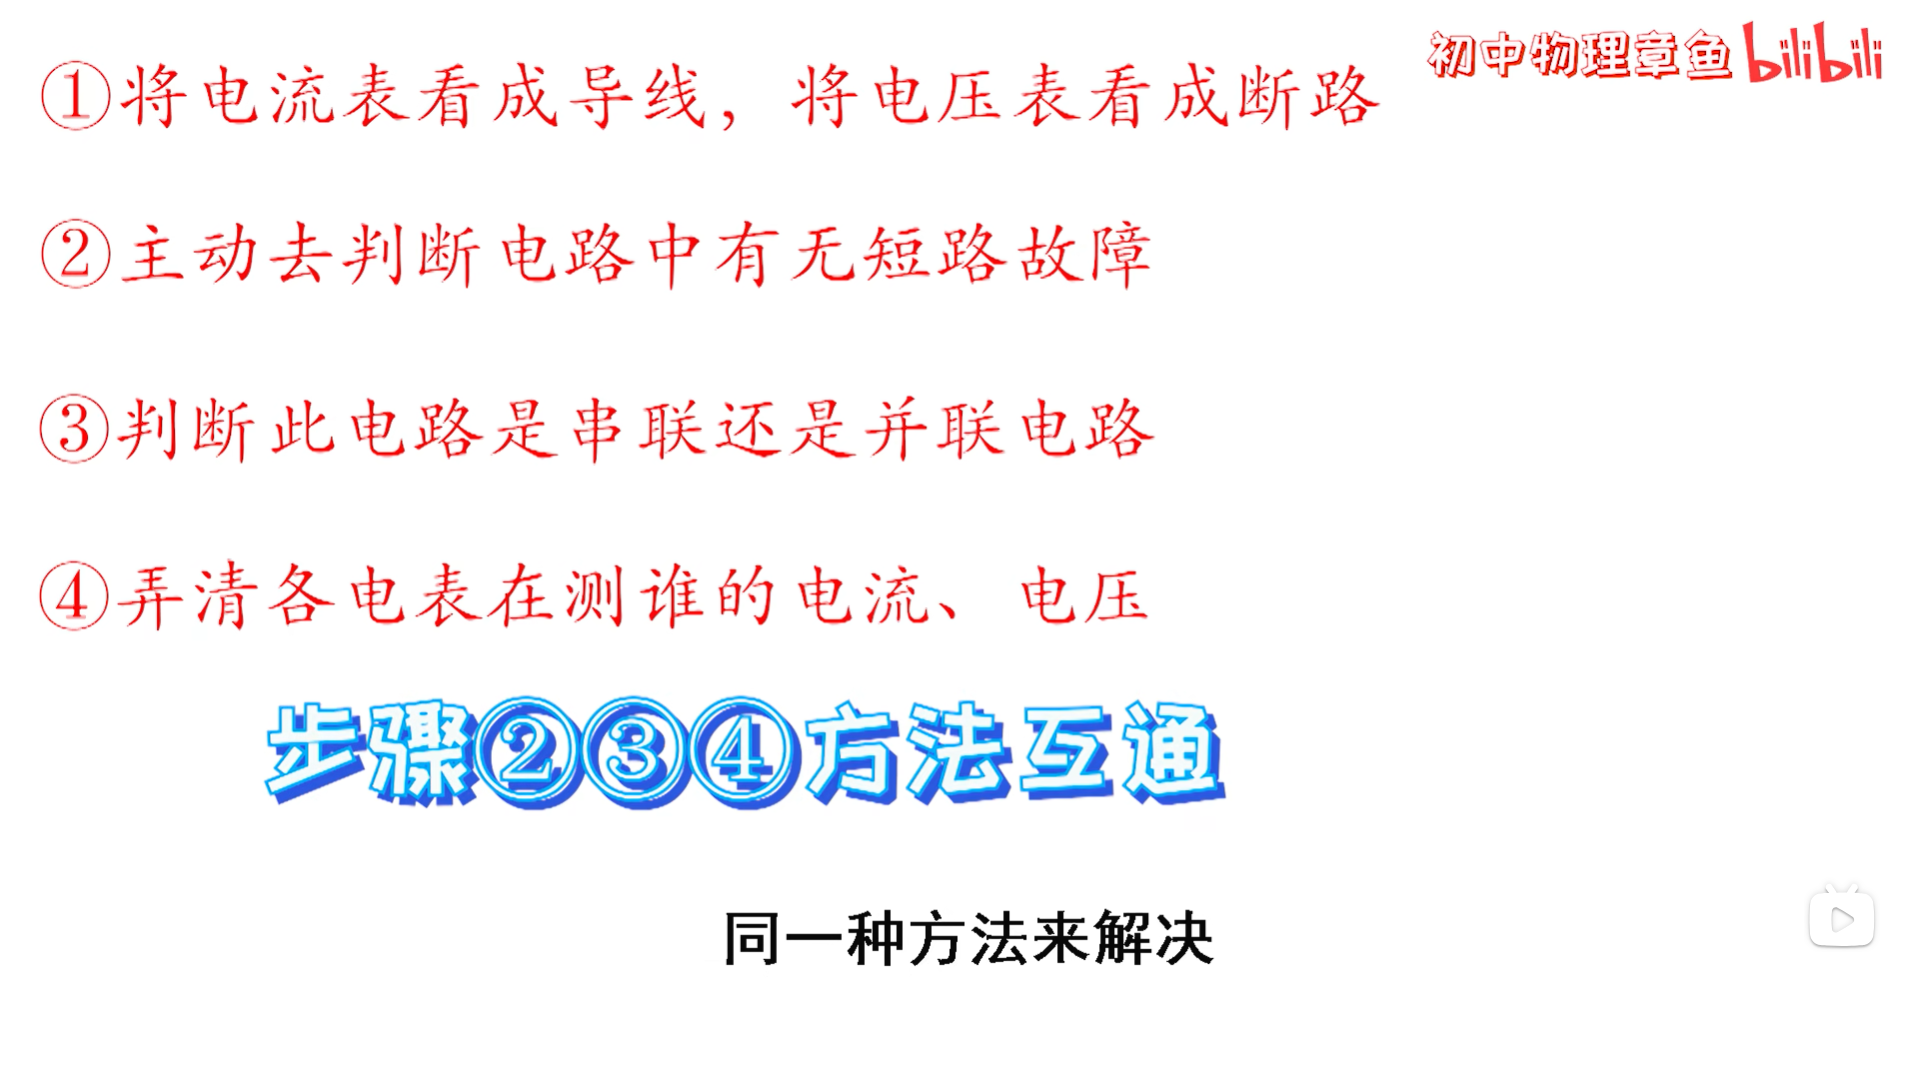 初中物理章鱼 bilibili
①将电流表看成导线，将电压表看成断路
②主动去判断电路中有无短路故障
③判断此电路是串联还是并联电路
④弄清各电表在测谁的电流、电压
步骤②③④方法互通
同一种方法来解决